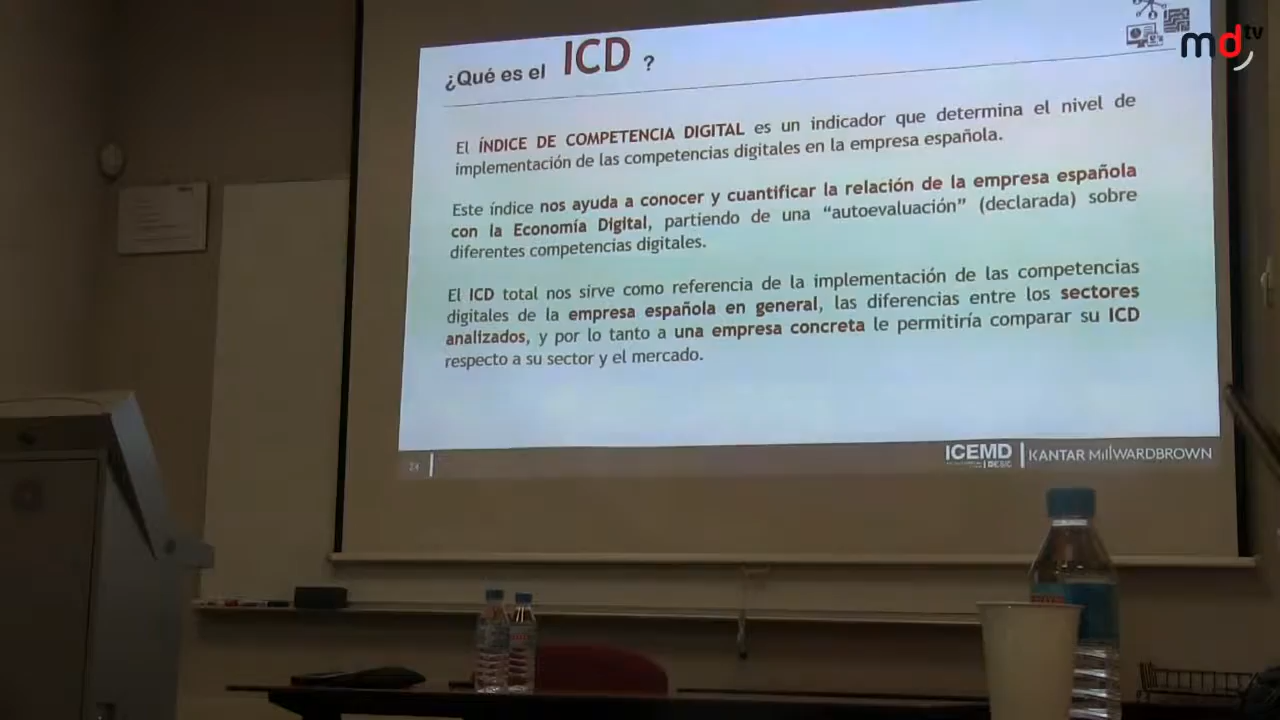 ¿Qué es el ICD ?
mdtv
El ÍNDICE DE COMPETENCIA DIGITAL es un indicador que determina el nivel de
implementación de las competencias digitales en la empresa española.
Este índice nos ayuda a conocer y cuantificar la relación de la empresa española
con la Economía Digital, partiendo de una “autoevaluación” (declarada) sobre
diferentes competencias digitales.
El ICD total nos sirve como referencia de la implementación de las competencias
digitales de la empresa española en general, las diferencias entre los sectores
analizados, y por lo tanto a una empresa concreta le permitiría comparar su ICD
respecto a su sector y el mercado.
24
ICEMD
ESIC
KANTAR MillWARDBROWN